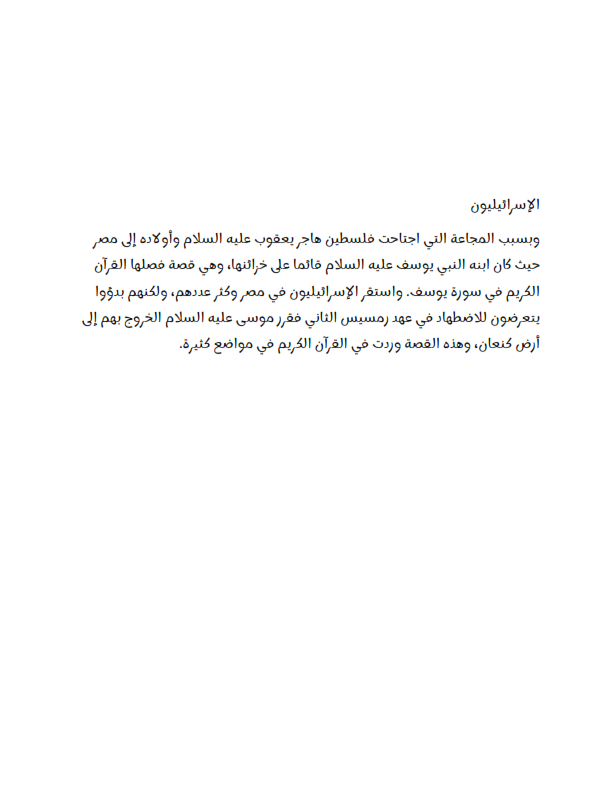 الإسرائيليون
وبسبب المجاعة التي اجتاحت فلسطين هاجر يعقوب عليه السلام وأولاده إلى مصر
حيث كان ابنه النبي يوسف عليه السلام قائما على خزائنها، وهي قصة فصلها القرآن
الكريم في سورة يوسف. واستقر الإسرائيليون في مصر وكثر عددهم، ولكنهم بدؤوا
يتعرضون للاضطهاد في عهد رمسيس الثاني فقرر موسى عليه السلام الخروج بهم إلى
أرض كنعان، وهذه القصة وردت في القرآن الكريم في مواضع كثيرة.